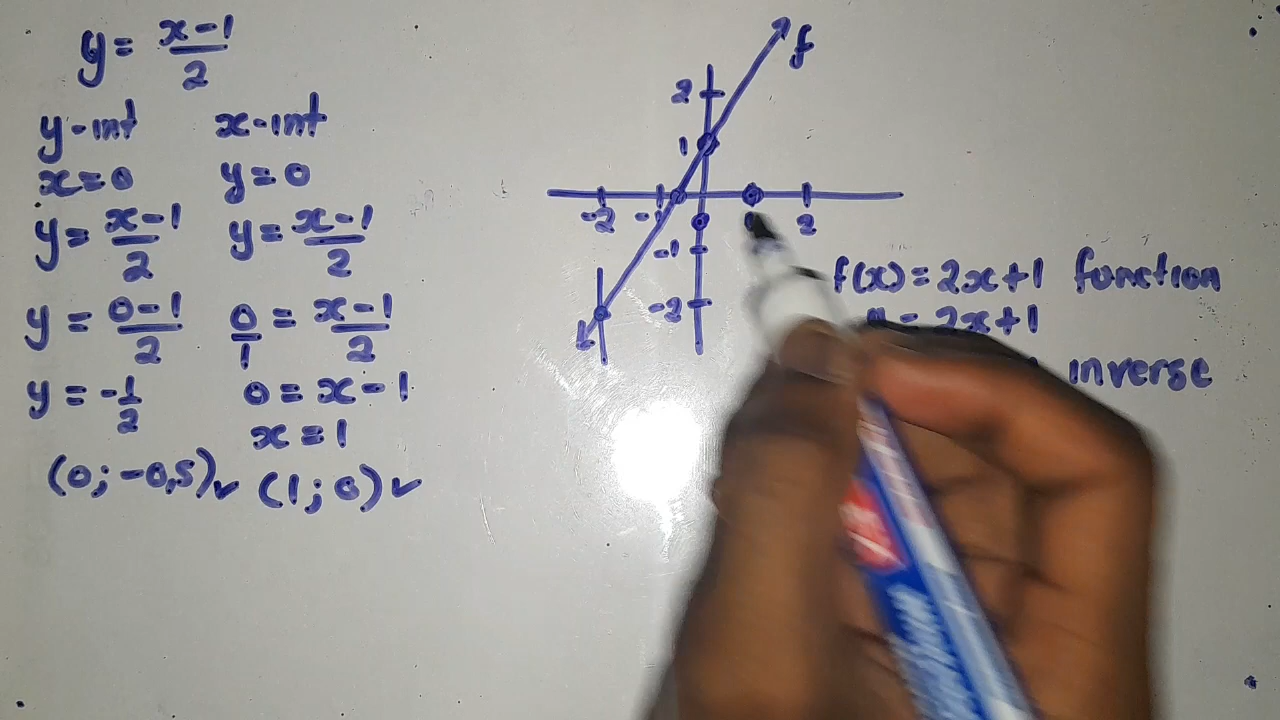 y = x-1/2
y-int x-int
x=0 y=0
y= x-1/2 y= x-1/2
y = 0-1/2 0/1 = x-1/2
y = -1/2 0 = x-1
x = 1
(0;-0,5)✓ (1;0)✓
f
2
1
-2 -1 2
-1
-2
f(x)=2x+1 function
y = 2x+1
inverse